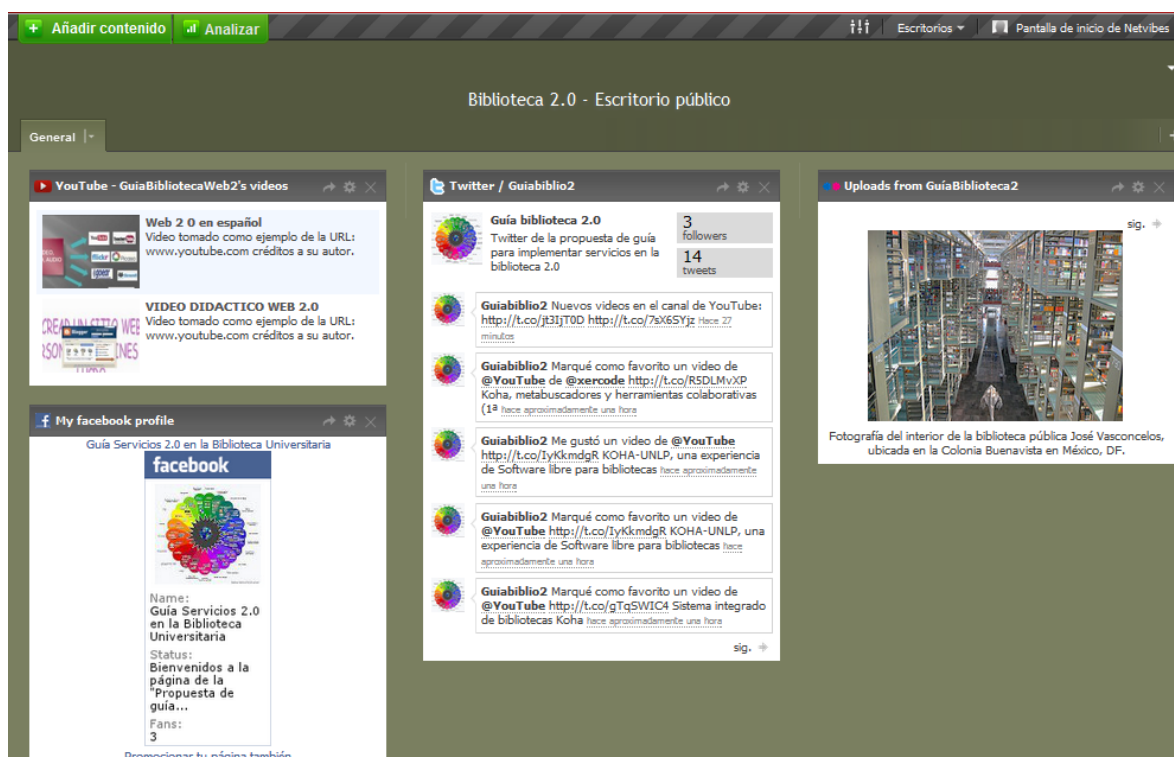 Añadir contenido
Analizar
Escritorios
Pantalla de inicio de Netvibes
Biblioteca 2.0 - Escritorio público
General
YouTube - GuiaBibliotecaWeb2's videos
Web 2 0 en español
Video tomado como ejemplo de la URL:
www.youtube.com créditos a su autor.
VIDEO DIDACTICO WEB 2.0
Video tomado como ejemplo de la URL:
www.youtube.com créditos a su autor.
My facebook profile
Guía Servicios 2.0 en la Biblioteca Universitaria
facebook
Name:
Guía Servicios 2.0
en la Biblioteca
Universitaria
Status:
Bienvenidos a la
página de la
"Propuesta de
guía...
Fans:
3
Promocionar tu página también
Twitter / Guiabiblio2
Guía biblioteca 2.0
Twitter de la propuesta de guía
para implementar servicios en la
biblioteca 2.0
3
followers
14
tweets
Guiabiblio2 Nuevos videos en el canal de YouTube:
http://t.co/jt3IjT0D http://t.co/7sX6SYjz Hace 27
minutos
Guiabiblio2 Marqué como favorito un video de
@YouTube de @xercode http://t.co/R5DLMvXP
Koha, metabuscadores y herramientas colaborativas
(1ª hace aproximadamente una hora
Guiabiblio2 Me gustó un video de @YouTube
http://t.co/IyKkmdgR KOHA-UNLP, una experiencia
de Software libre para bibliotecas hace aproximadamente
una hora
Guiabiblio2 Marqué como favorito un video de
@YouTube http://t.co/IyKkmdgR KOHA-UNLP, una
experiencia de Software libre para bibliotecas hace
aproximadamente una hora
Guiabiblio2 Marqué como favorito un video de
@YouTube http://t.co/gTqSWIC4 Sistema integrado
de bibliotecas Koha hace aproximadamente una hora
sig.
Uploads from GuíaBiblioteca2
sig.
Fotografía del interior de la biblioteca pública José Vasconcelos,
ubicada en la Colonia Buenavista en México, DF.